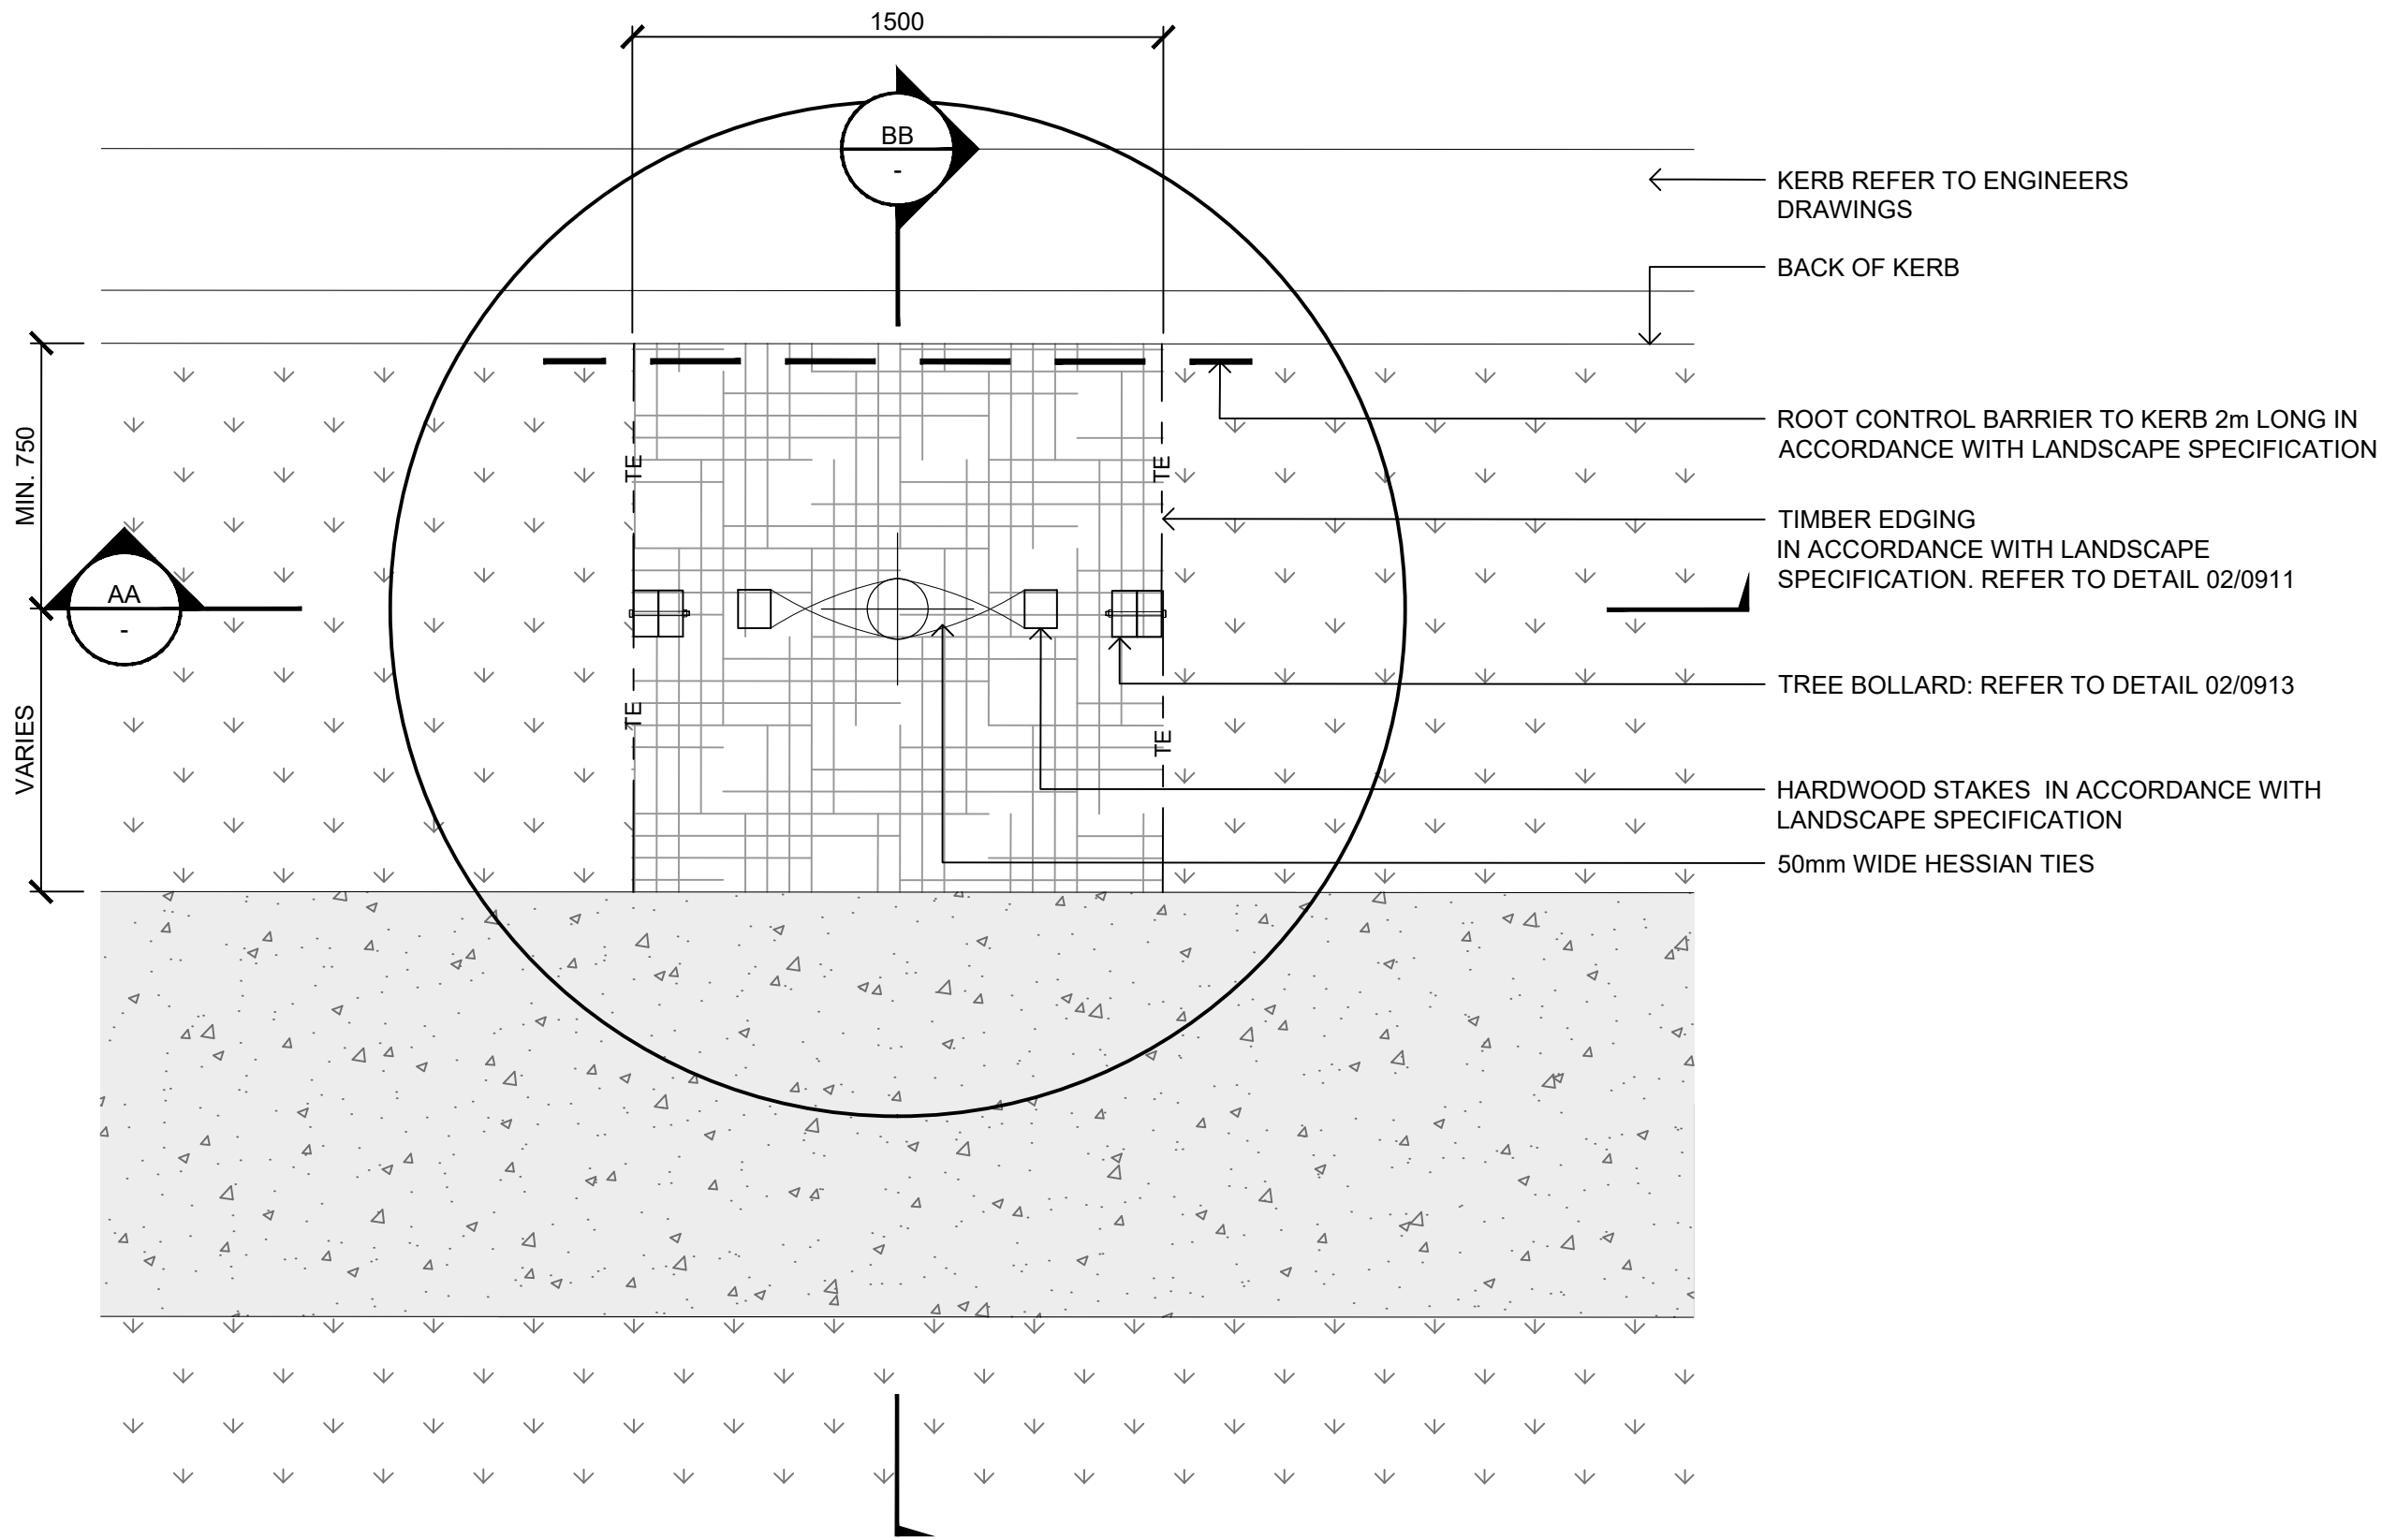 1500
BB
-
KERB REFER TO ENGINEERS
DRAWINGS
BACK OF KERB
MIN. 750
ROOT CONTROL BARRIER TO KERB 2m LONG IN
ACCORDANCE WITH LANDSCAPE SPECIFICATION
TE
TE
TIMBER EDGING
IN ACCORDANCE WITH LANDSCAPE
SPECIFICATION. REFER TO DETAIL 02/0911
AA
-
TREE BOLLARD: REFER TO DETAIL 02/0913
VARIES
TE
TE
HARDWOOD STAKES  IN ACCORDANCE WITH
LANDSCAPE SPECIFICATION
50mm WIDE HESSIAN TIES